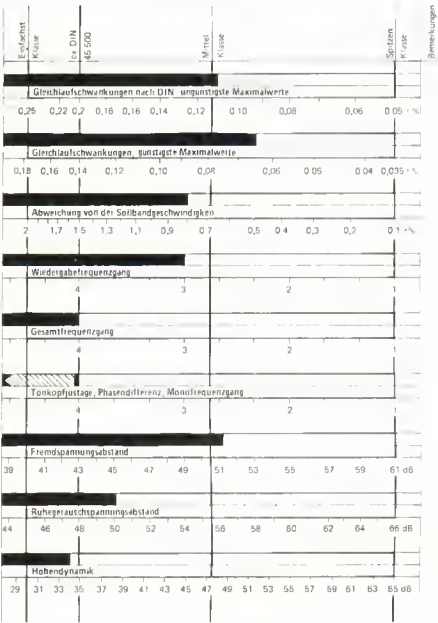 Einfachst Klasse
ca. DIN 45 500
Mittel Klasse
Spitzen Klasse
Bemerkungen
Gleichlaufschwankungen nach DIN ungünstigste Maximalwerte
0,25 0,22 0,2 0,18 0,16 0,14 0,12 0 10 0,08 0,06 0 05 %
Gleichlaufschwankungen, günstigste Maximalwerte
0,18 0,16 0,14 0,12 0,10 0,08 0,06 0 05 0 04 0,035 %
Abweichung von der Sollbandgeschwindigkeit
2 1,7 1 5 1,3 1,1 0,9 0 7 0,5 0 4 0,3 0,2 0 1 %
Wiedergabefrequenzgang
4 3 2 1
Gesamtfrequenzgang
4 3 2 1
Tonkopfjustage, Phasendifferenz, Monofrequenzgang
4 3 2 1
Fremdspannungsabstand
39 41 43 45 47 49 51 53 55 57 59 61 dB
Ruhegeräuschspannungsabstand
44 46 48 50 52 54 56 58 60 62 64 66 dB
Höhendynamik
29 31 33 35 37 39 41 43 45 47 49 51 53 55 57 59 61 63 65 dB